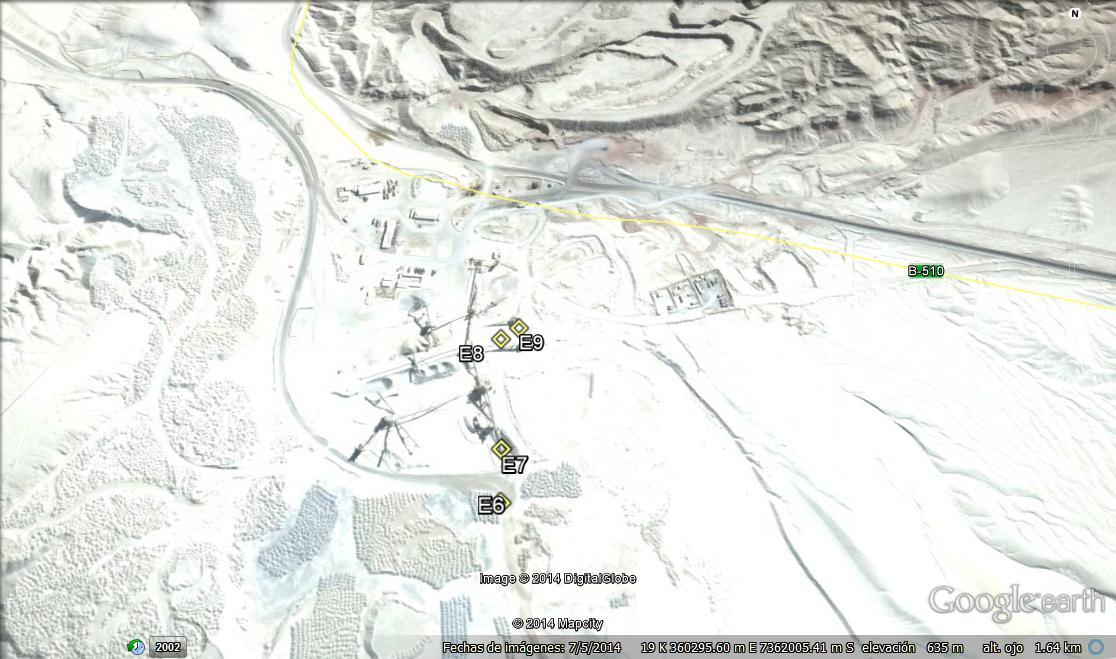 N
B-510
E9
E8
E7
E6
Image © 2014 DigitalGlobe
Google earth
© 2014 Mapcity
2002
Fechas de imágenes: 7/5/2014 19 K 360295.60 m E 7362005.41 m S elevación 635 m alt. ojo 1.64 km